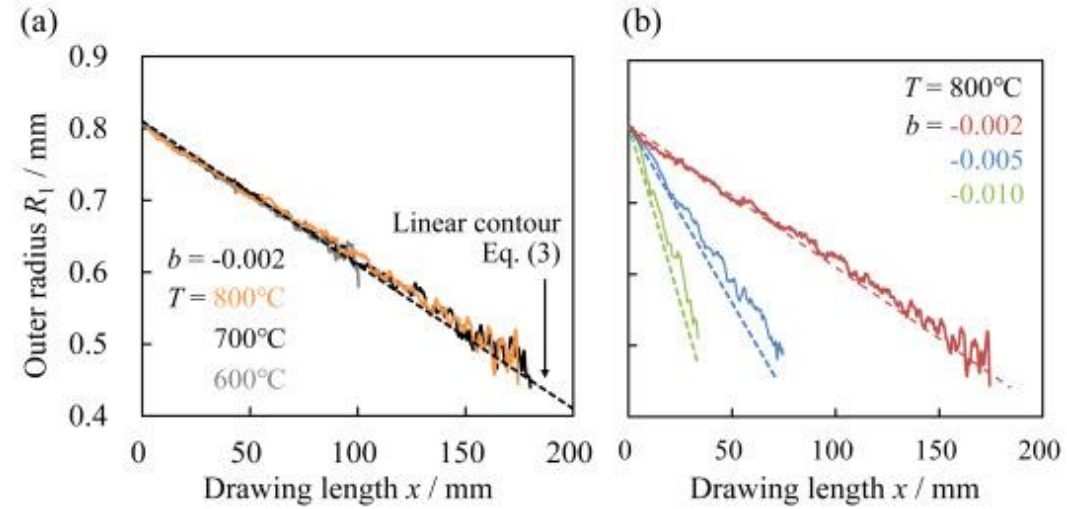 (a)
0.9
0.8
0.7
0.6
0.5
0.4
Outer radius R₁ / mm
Linear contour
Eq. (3)
b = -0.002
T = 800°C
700°C
600°C
0 50 100 150 200
Drawing length x / mm
(b)
T = 800°C
b = -0.002
-0.005
-0.010
0 50 100 150 200
Drawing length x / mm